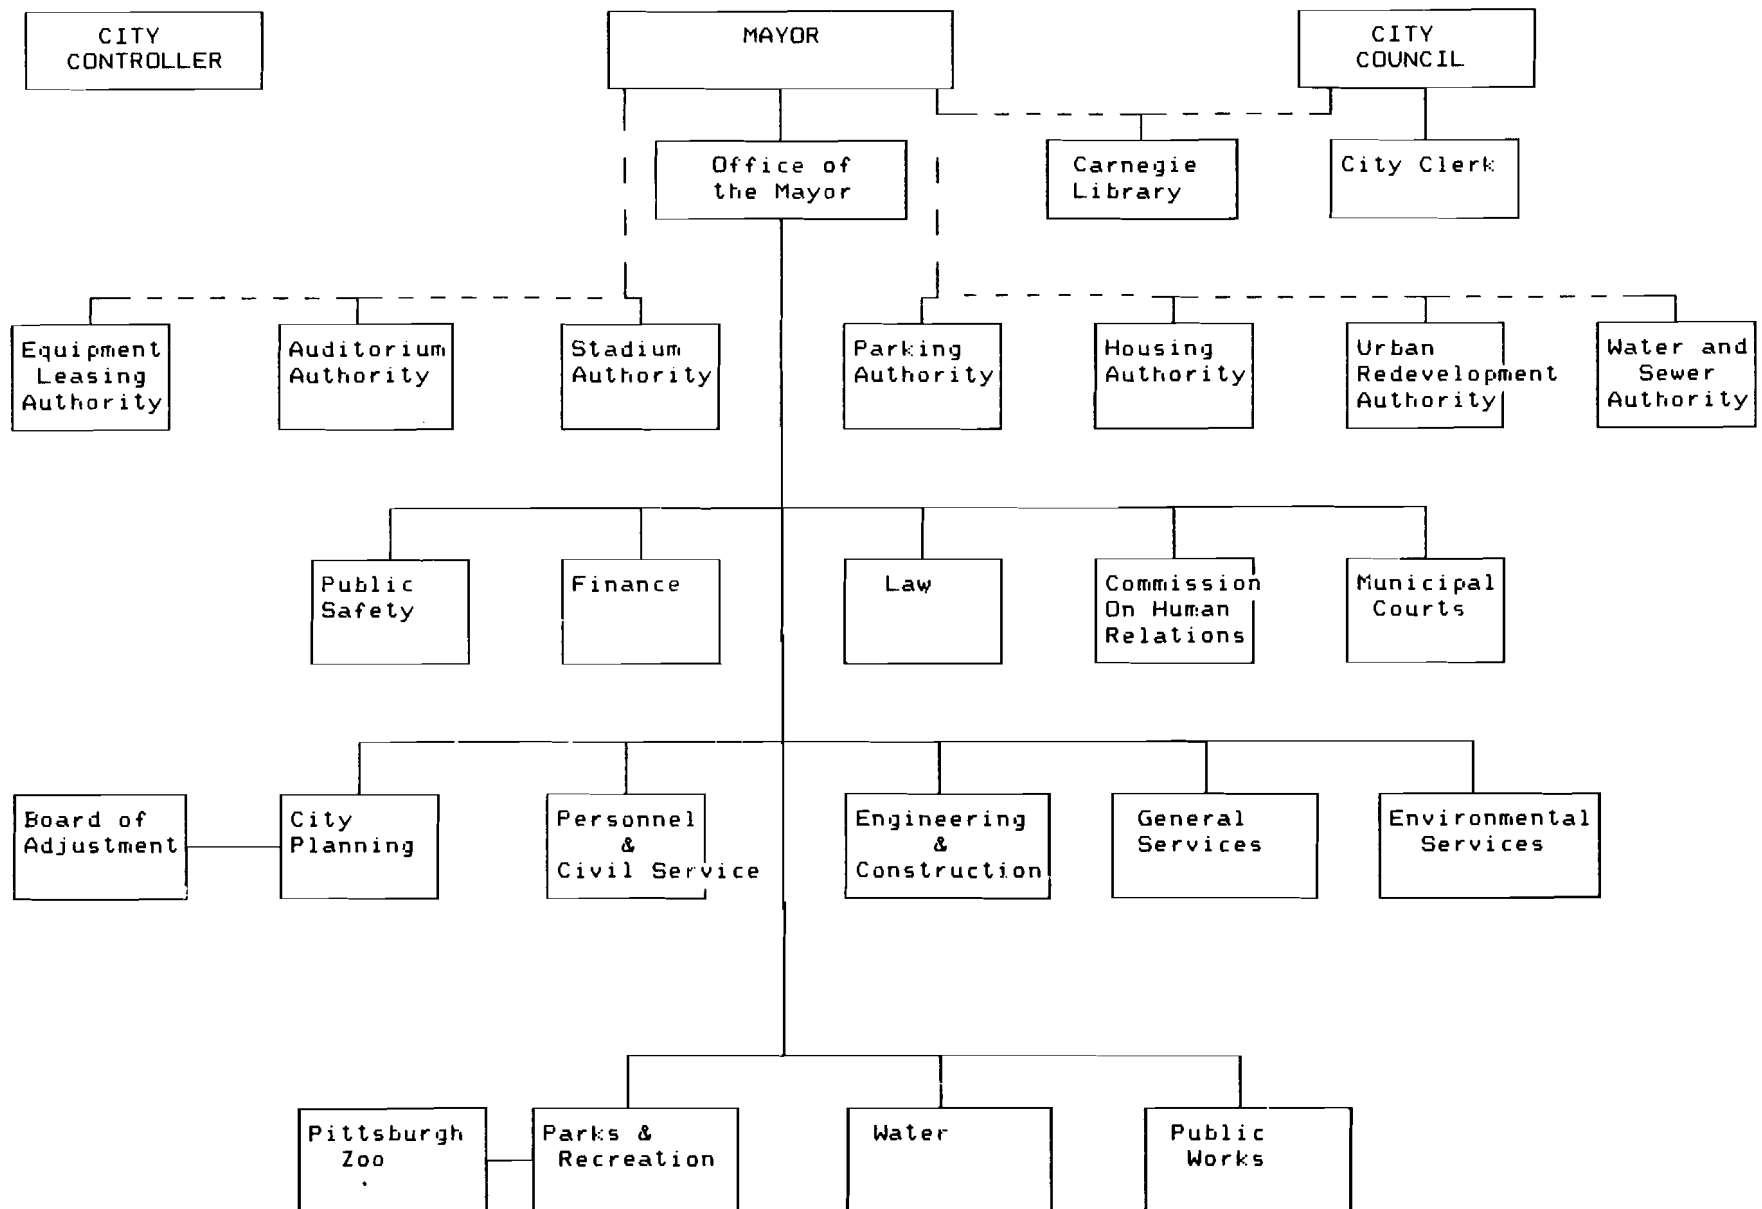 CITY
CONTROLLER
MAYOR
CITY
COUNCIL
Office of
the Mayor
Carnegie
Library
City Clerk
Equipment
Leasing
Authority
Auditorium
Authority
Stadium
Authority
Parking
Authority
Housing
Authority
Urban
Redevelopment
Authority
Water and
Sewer
Authority
Public
Safety
Finance
Law
Commission
On Human
Relations
Municipal
Courts
Board of
Adjustment
City
Planning
Personnel
&
Civil Service
Engineering
&
Construction
General
Services
Environmental
Services
Pittsburgh
Zoo
Parks &
Recreation
Water
Public
Works